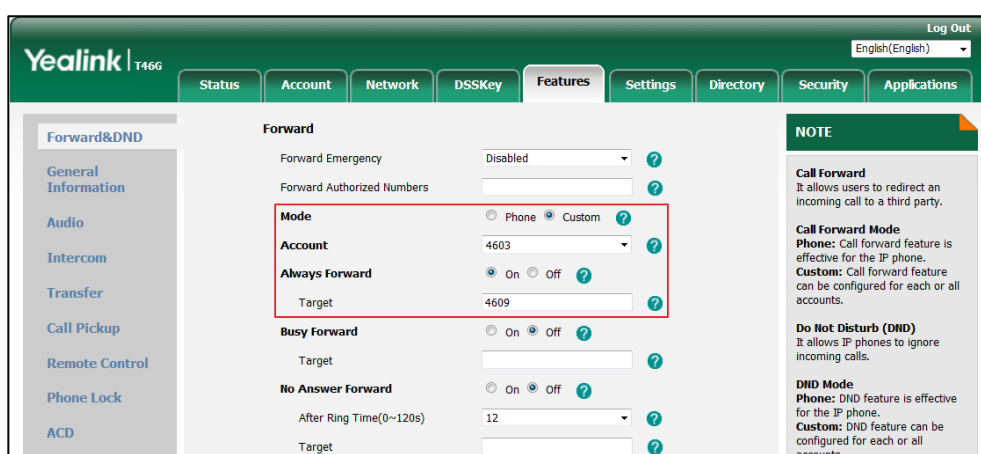 Log Out
Yealink | T46G
English(English)
Status Account Network DSSKey Features Settings Directory Security Applications
Forward&DND
General
Information
Audio
Intercom
Transfer
Call Pickup
Remote Control
Phone Lock
ACD
Forward
Forward Emergency Disabled ?
Forward Authorized Numbers ?
Mode Phone Custom ?
Account 4603 ?
Always Forward On Off ?
Target 4609 ?
Busy Forward On Off ?
Target ?
No Answer Forward On Off ?
After Ring Time(0~120s) 12 ?
Target ?
NOTE
Call Forward
It allows users to redirect an
incoming call to a third party.
Call Forward Mode
Phone: Call forward feature is
effective for the IP phone.
Custom: Call forward feature
can be configured for each or all
accounts.
Do Not Disturb (DND)
It allows IP phones to ignore
incoming calls.
DND Mode
Phone: DND feature is effective
for the IP phone.
Custom: DND feature can be
configured for each or all
accounts